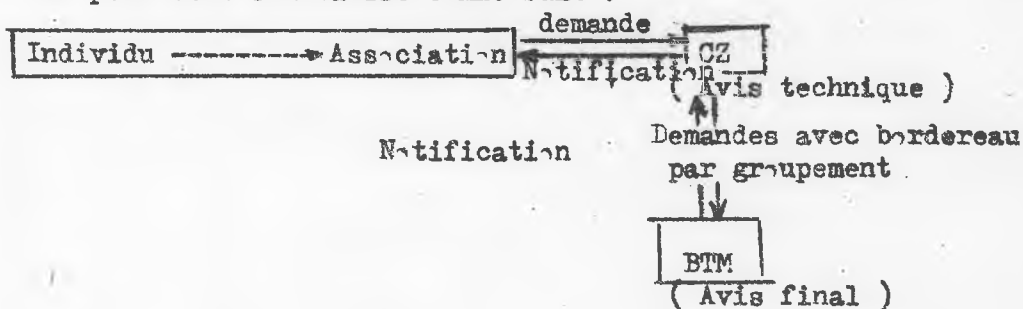 demande
Individu Association CZ
Notification
( Avis technique )
Notification
Demandes avec bordereau
par groupement
BTM
( Avis final )